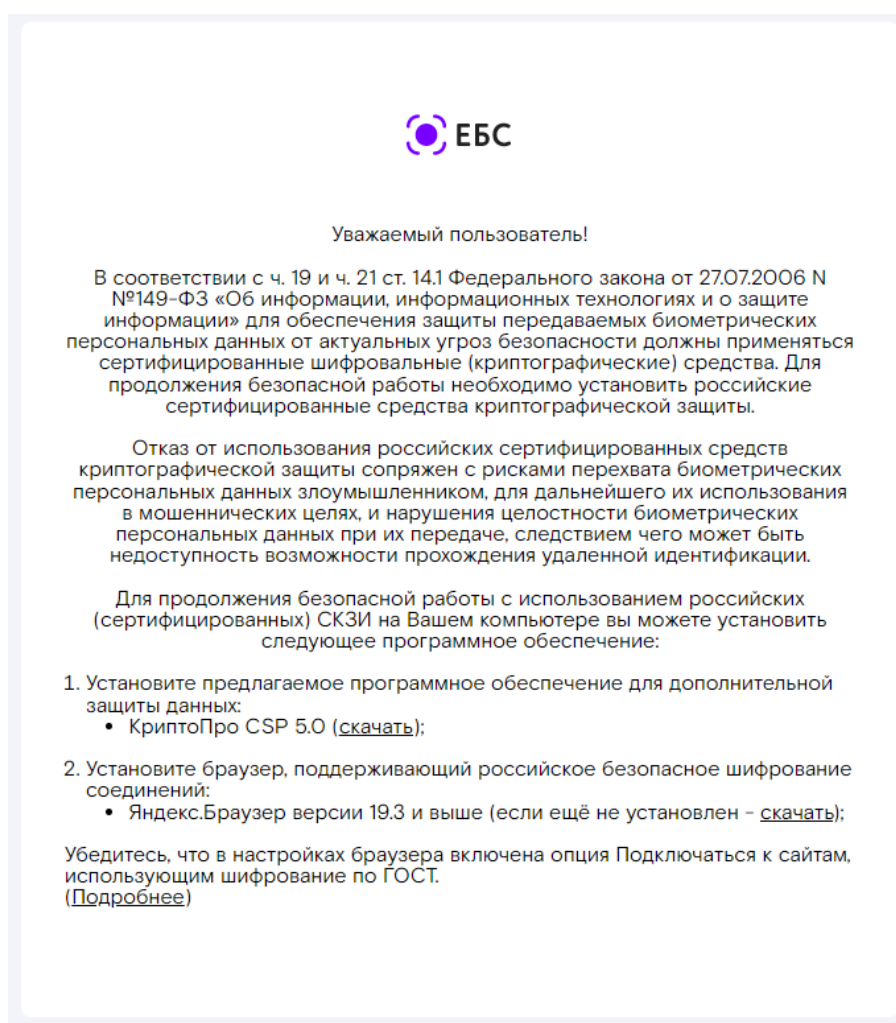 ЕБС
Уважаемый пользователь!
В соответствии с ч. 19 и ч. 21 ст. 14.1 Федерального закона от 27.07.2006 N
№149-ФЗ «Об информации, информационных технологиях и о защите
информации» для обеспечения защиты передаваемых биометрических
персональных данных от актуальных угроз безопасности должны применяться
сертифицированные шифровальные (криптографические) средства. Для
продолжения безопасной работы необходимо установить российские
сертифицированные средства криптографической защиты.
Отказ от использования российских сертифицированных средств
криптографической защиты сопряжен с рисками перехвата биометрических
персональных данных злоумышленником, для дальнейшего их использования
в мошеннических целях, и нарушения целостности биометрических
персональных данных при их передаче, следствием чего может быть
недоступность возможности прохождения удаленной идентификации.
Для продолжения безопасной работы с использованием российских
(сертифицированных) СКЗИ на Вашем компьютере вы можете установить
следующее программное обеспечение:
1. Установите предлагаемое программное обеспечение для дополнительной
защиты данных:
• КриптоПро CSP 5.0 (скачать);
2. Установите браузер, поддерживающий российское безопасное шифрование
соединений:
• Яндекс.Браузер версии 19.3 и выше (если ещё не установлен - скачать);
Убедитесь, что в настройках браузера включена опция Подключаться к сайтам,
использующим шифрование по ГОСТ.
(Подробнее)